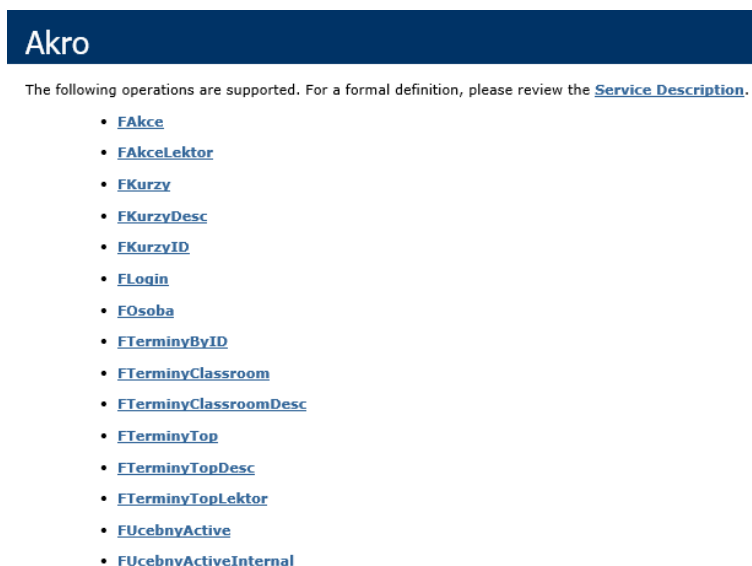 Akro
The following operations are supported. For a formal definition, please review the Service Description.
• FAkce
• FAkceLektor
• FKurzy
• FKurzyDesc
• FKurzyID
• FLogin
• FOsoba
• FTerminyByID
• FTerminyClassroom
• FTerminyClassroomDesc
• FTerminyTop
• FTerminyTopDesc
• FTerminyTopLektor
• FUcebnyActive
• FUcebnyActiveInternal